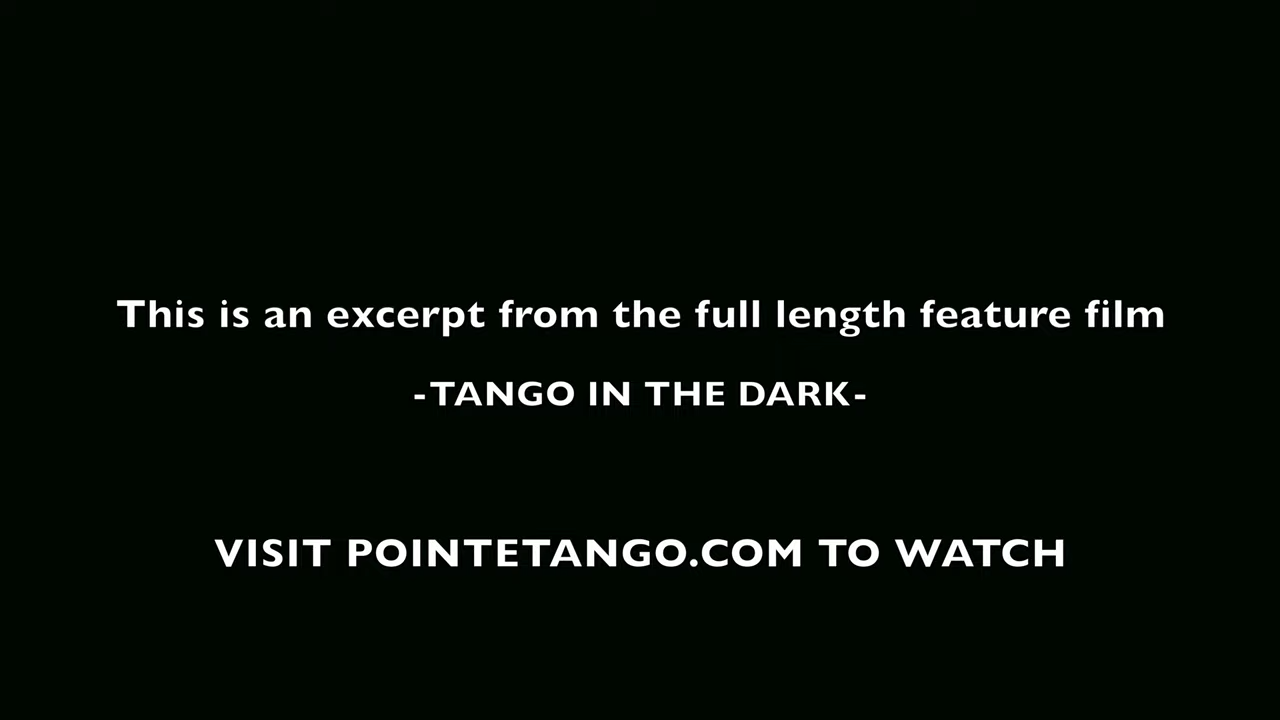 This is an excerpt from the full length feature film
-TANGO IN THE DARK-
VISIT POINTETANGO.COM TO WATCH